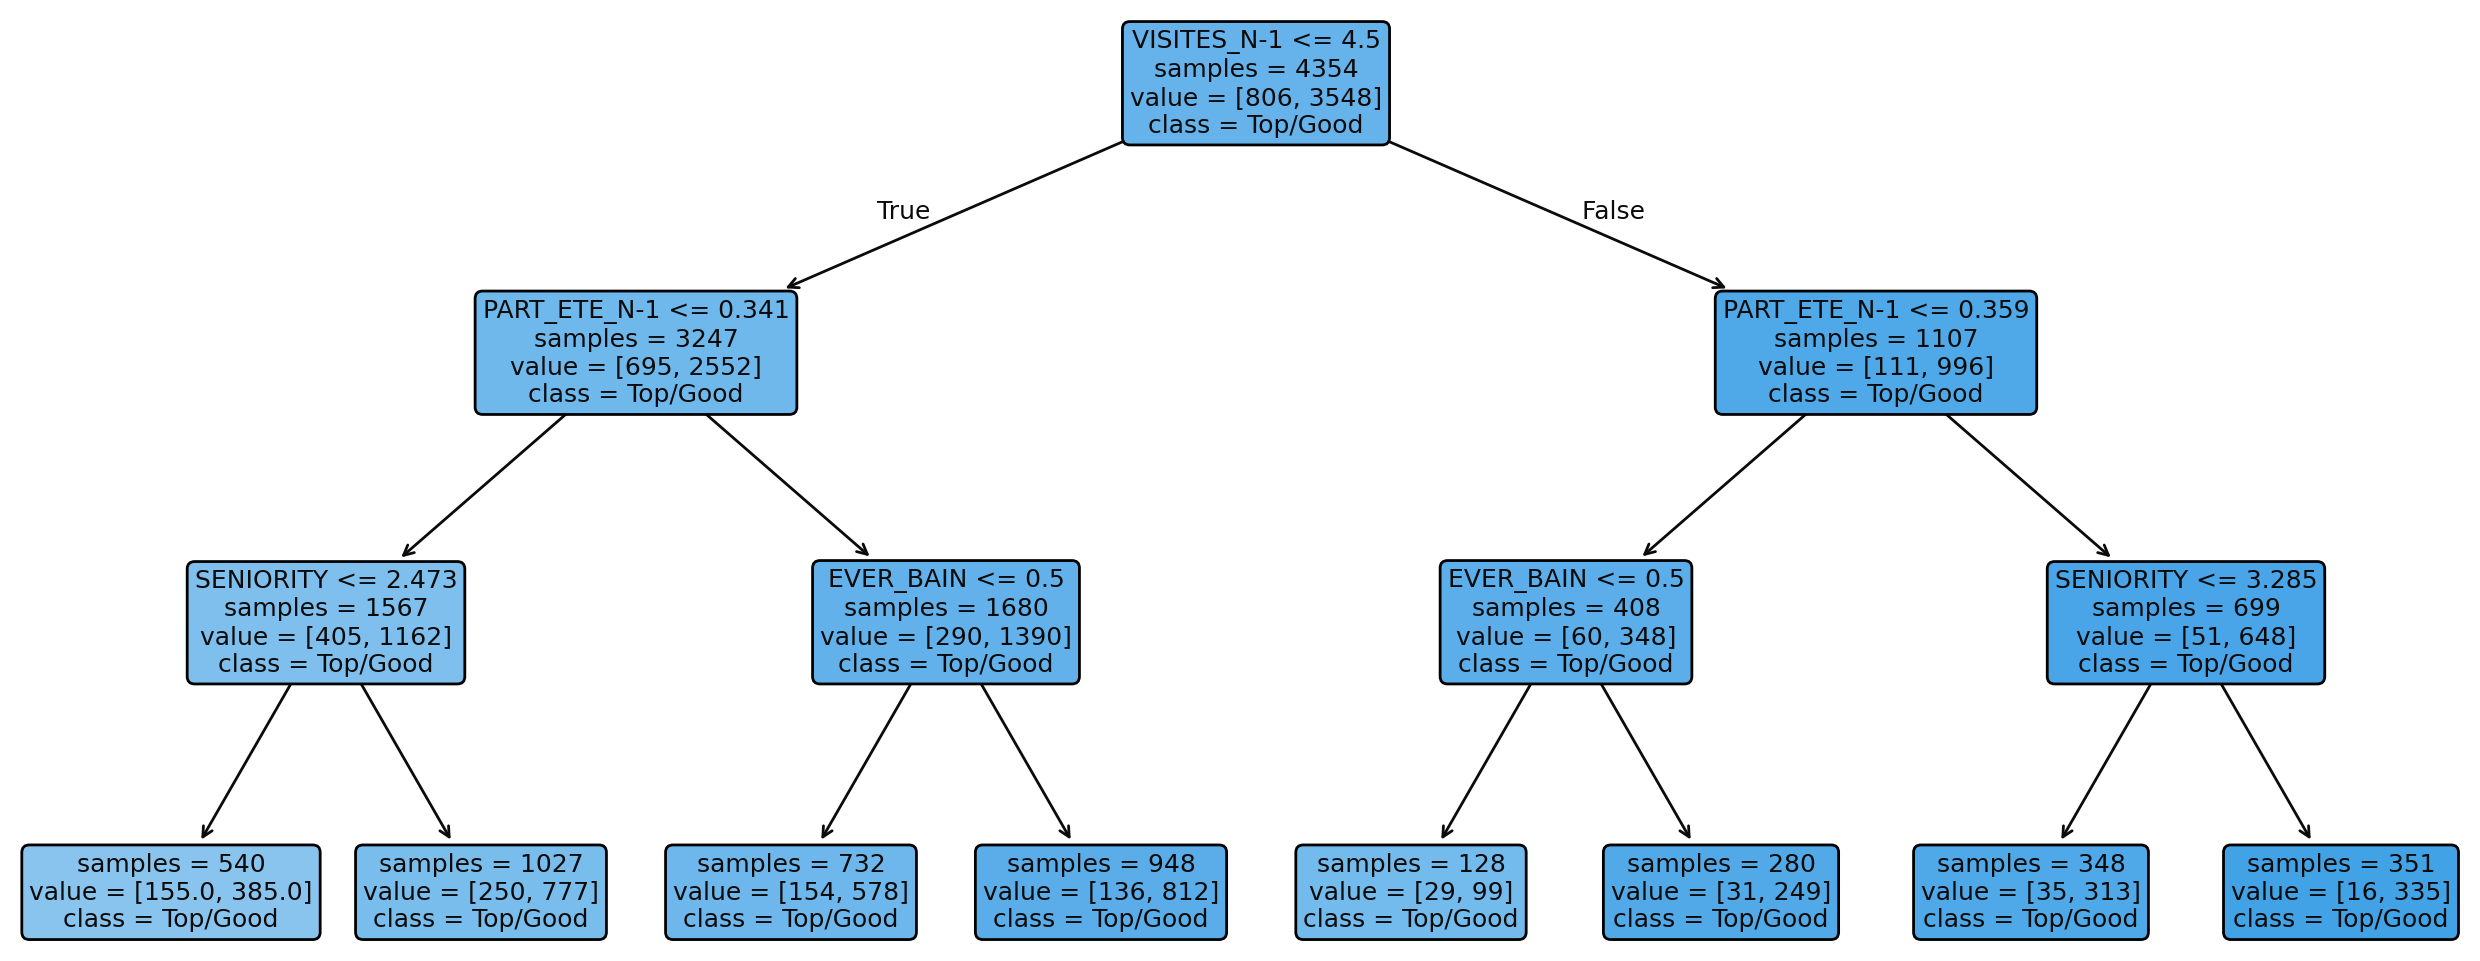 VISITES_N-1 <= 4.5
samples = 4354
value = [806, 3548]
class = Top/Good
True
False
PART_ETE_N-1 <= 0.341
samples = 3247
value = [695, 2552]
class = Top/Good
PART_ETE_N-1 <= 0.359
samples = 1107
value = [111, 996]
class = Top/Good
SENIORITY <= 2.473
samples = 1567
value = [405, 1162]
class = Top/Good
EVER_BAIN <= 0.5
samples = 1680
value = [290, 1390]
class = Top/Good
EVER_BAIN <= 0.5
samples = 408
value = [60, 348]
class = Top/Good
SENIORITY <= 3.285
samples = 699
value = [51, 648]
class = Top/Good
samples = 540
value = [155.0, 385.0]
class = Top/Good
samples = 1027
value = [250, 777]
class = Top/Good
samples = 732
value = [154, 578]
class = Top/Good
samples = 948
value = [136, 812]
class = Top/Good
samples = 128
value = [29, 99]
class = Top/Good
samples = 280
value = [31, 249]
class = Top/Good
samples = 348
value = [35, 313]
class = Top/Good
samples = 351
value = [16, 335]
class = Top/Good